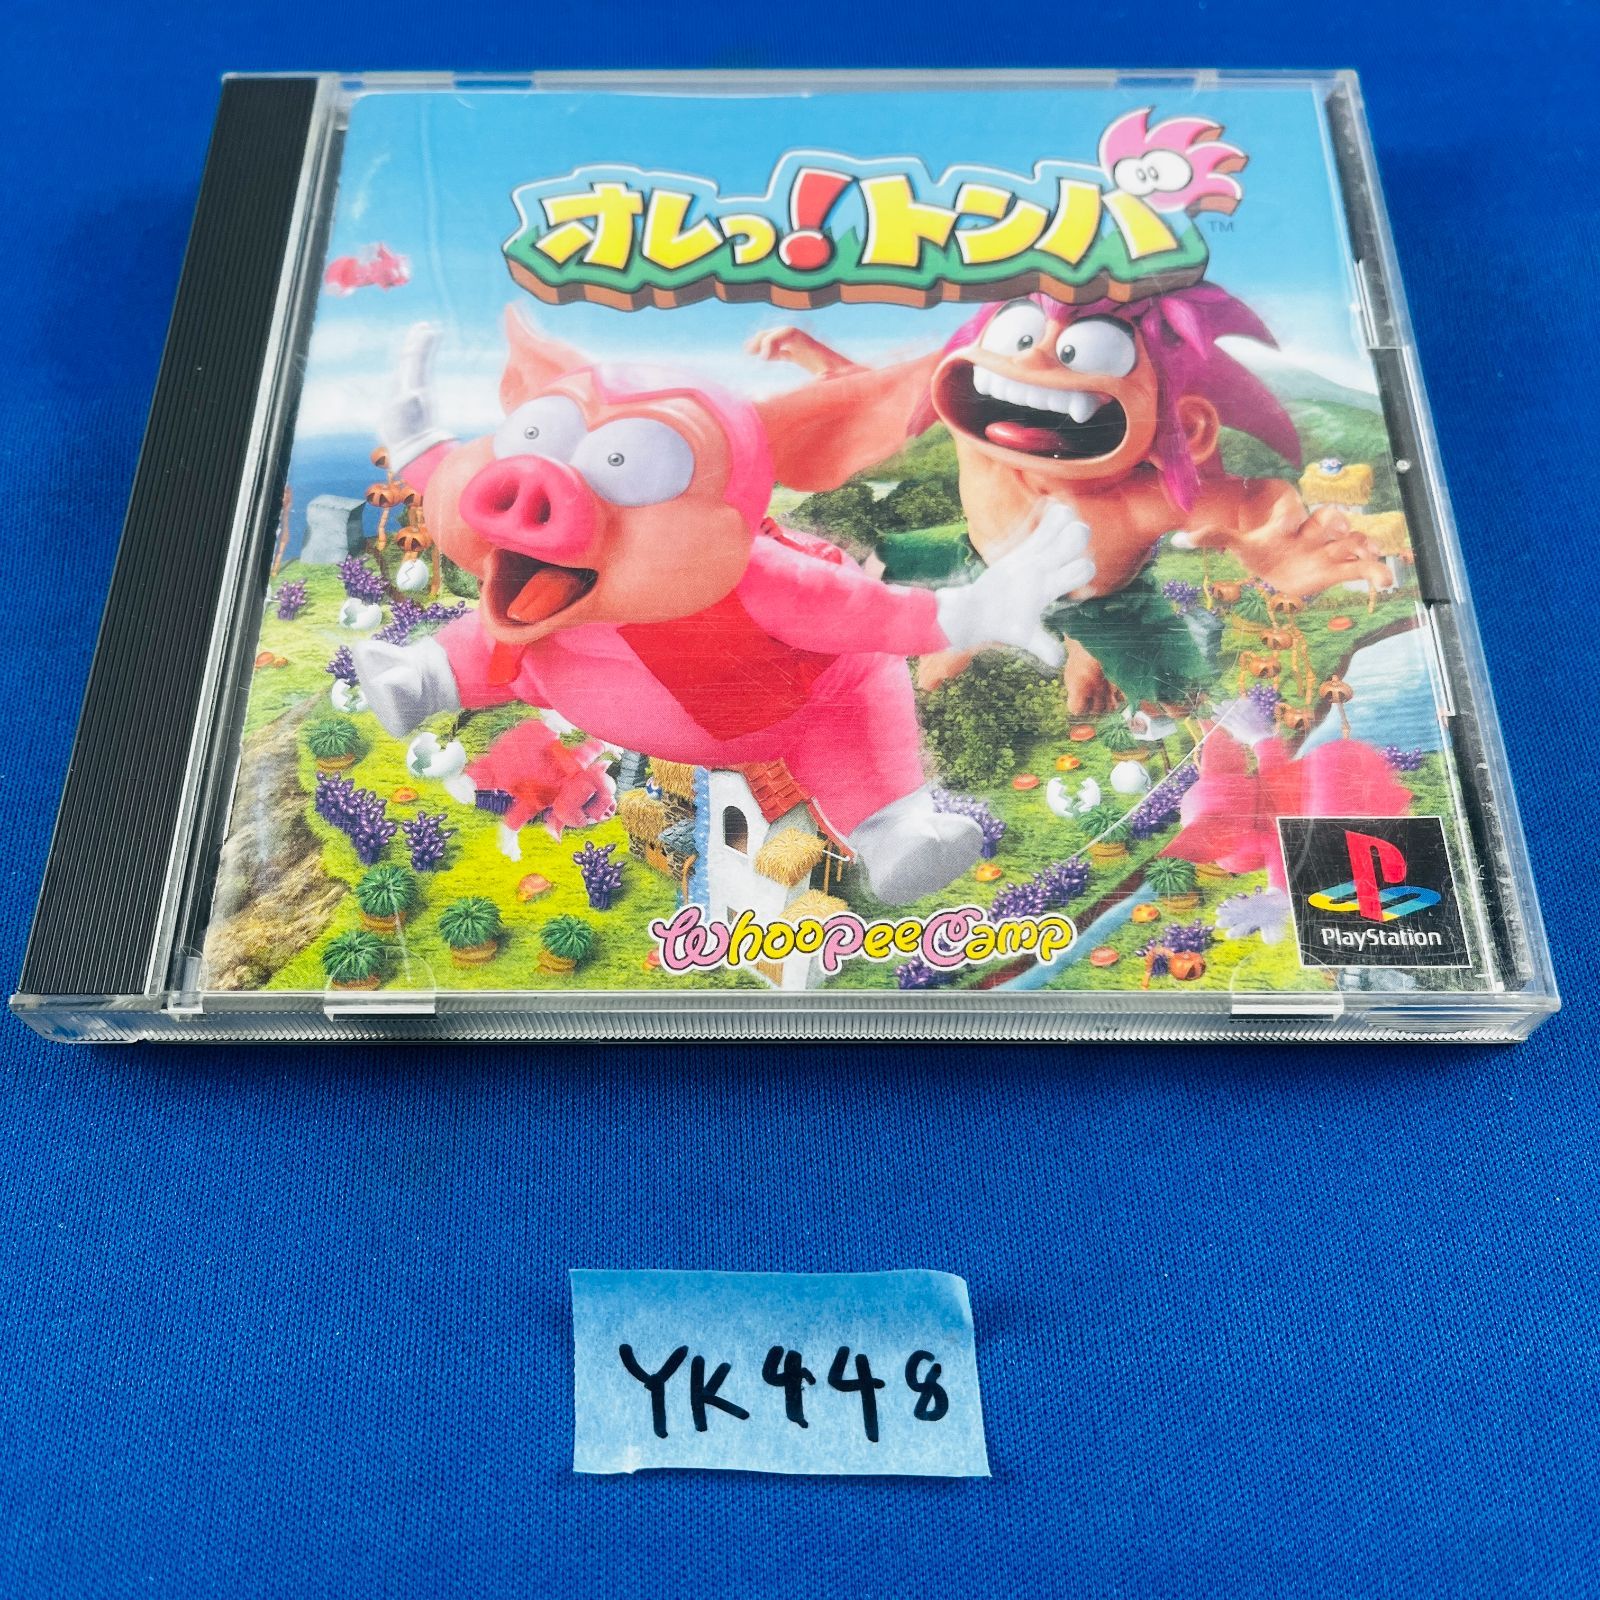 オレっ!トンバ
TM
WhoopeeCamp
PlayStation
YK448